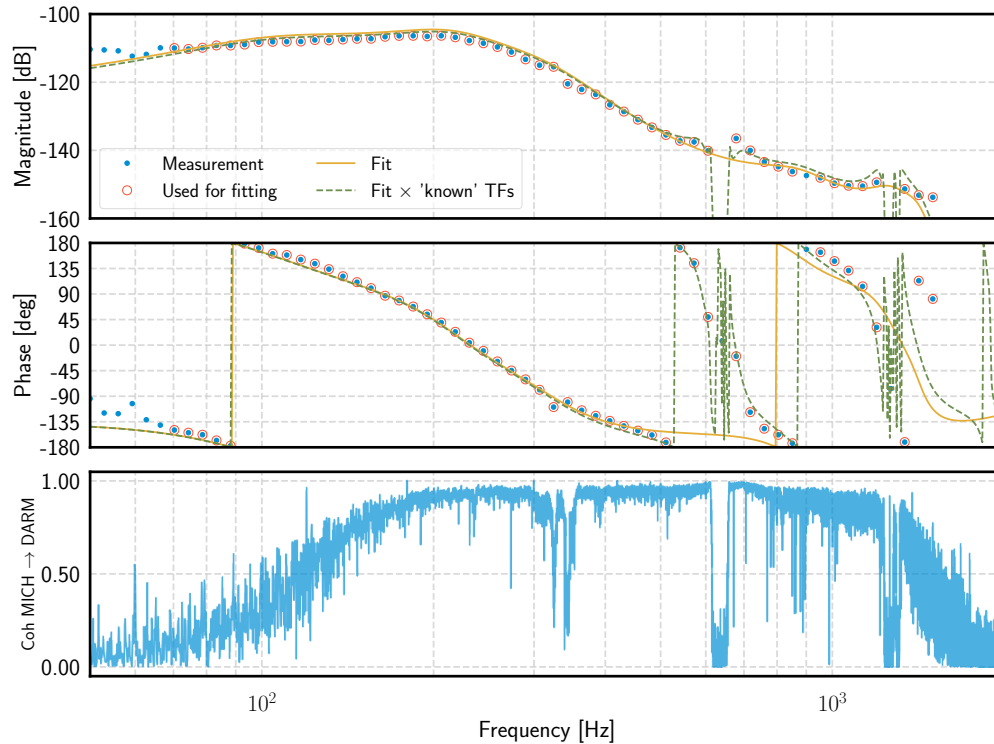 -100
-120
-140
-160
Magnitude [dB]
Measurement
Used for fitting
Fit
Fit × 'known' TFs
180
135
90
45
0
-45
-90
-135
-180
Phase [deg]
1.00
0.50
0.00
Coh MICH → DARM
10²
10³
Frequency [Hz]